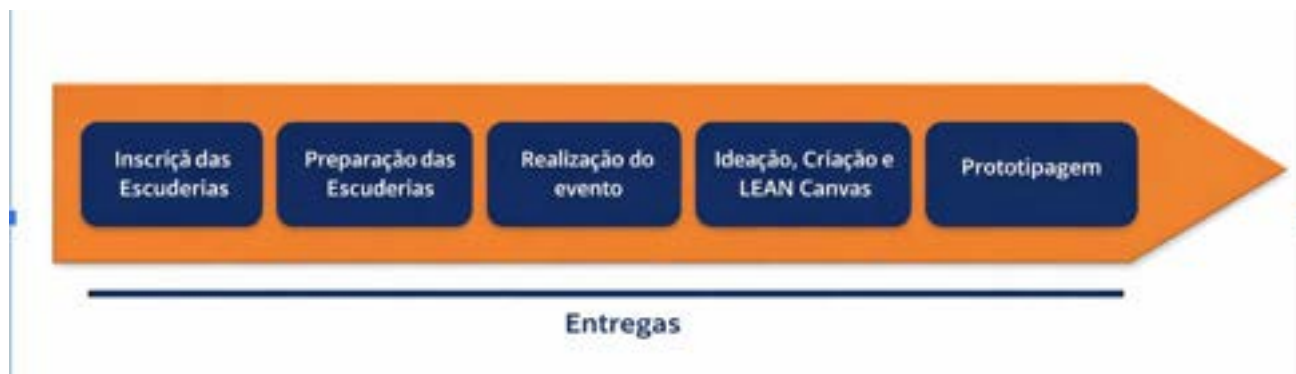 Inscriçã das
Escuderias
Preparação das
Escuderias
Realização do
evento
Ideação, Criação e
LEAN Canvas
Prototipagem
Entregas